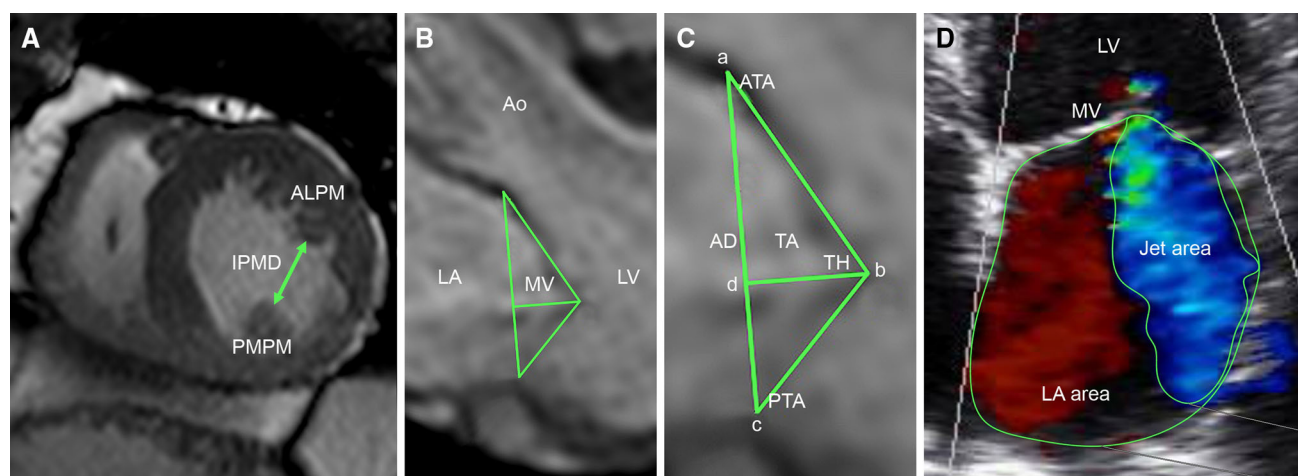 A
ALPM
IPMD
PMPM
B
Ao
LA
MV
LV
C
a
ATA
AD
TA
TH
b
d
PTA
c
D
LV
MV
Jet area
LA area